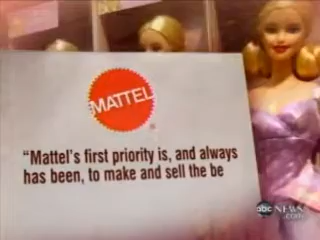 MATTEL
"Mattel's first priority is, and always
has been, to make and sell the be
abc NEWS
.com